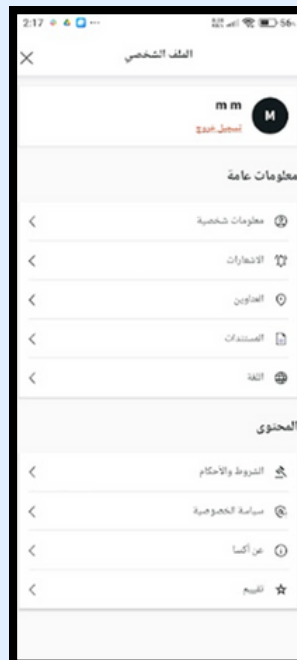 2:17
56
الملف الشخصي
m m
M
تسجيل خروج
معلومات عامة
معلومات شخصية
الاشعارات
العناوين
المستندات
اللغة
المحتوى
الشروط والأحكام
سياسة الخصوصية
عن أكسا
تقييم